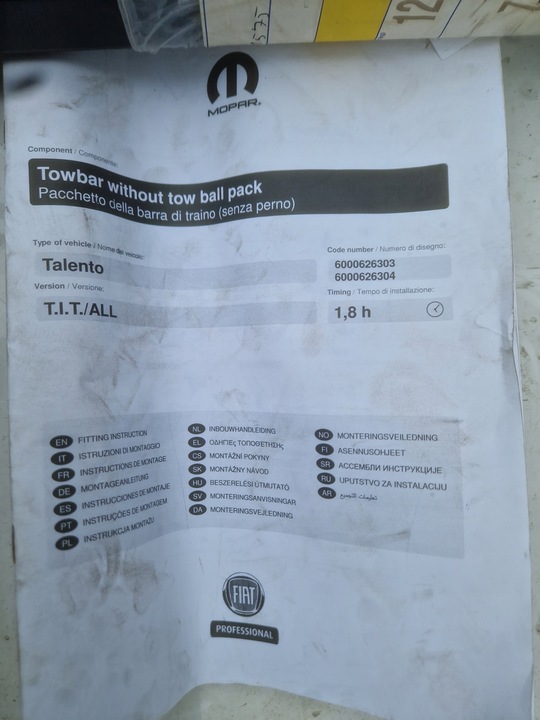 1575
12
MOPAR®
Component / Componente:
Towbar without tow ball pack
Pacchetto della barra di traino (senza perno)
Type of vehicle / Nome del veicolo:
Talento
Code number / Numero di disegno:
6000626303
6000626304
Version / Versione:
T.I.T./ALL
Timing / Tempo di installazione:
1,8 h
EN FITTING INSTRUCTION
IT ISTRUZIONI DI MONTAGGIO
FR INSTRUCTIONS DE MONTAGE
DE MONTAGEANLEITUNG
ES INSTRUCCIONES DE MONTAJE
PT INSTRUÇÕES DE MONTAGEM
PL INSTRUKCJA MONTAŻU
NL INBOUWHANDLEIDING
EL ΟΔΗΓΙΕς ΤΟΠΟΘΕΤΗΣΗς
CS MONTÁŽNÍ POKYNY
SK MONTÁŽNY NÁVOD
HU BESZERELÉSI ÚTMUTATÓ
SV MONTERINGSANVISNINGAR
DA MONTERINGSVEJLEDNING
NO MONTERINGSVEILEDNING
FI ASENNUSOHJEET
SR АССЕМБЛИ ИНСТРУКЦИЈЕ
RU UPUTSTVO ZA INSTALACIJU
AR تعليمات التجميع
FIAT
PROFESSIONAL